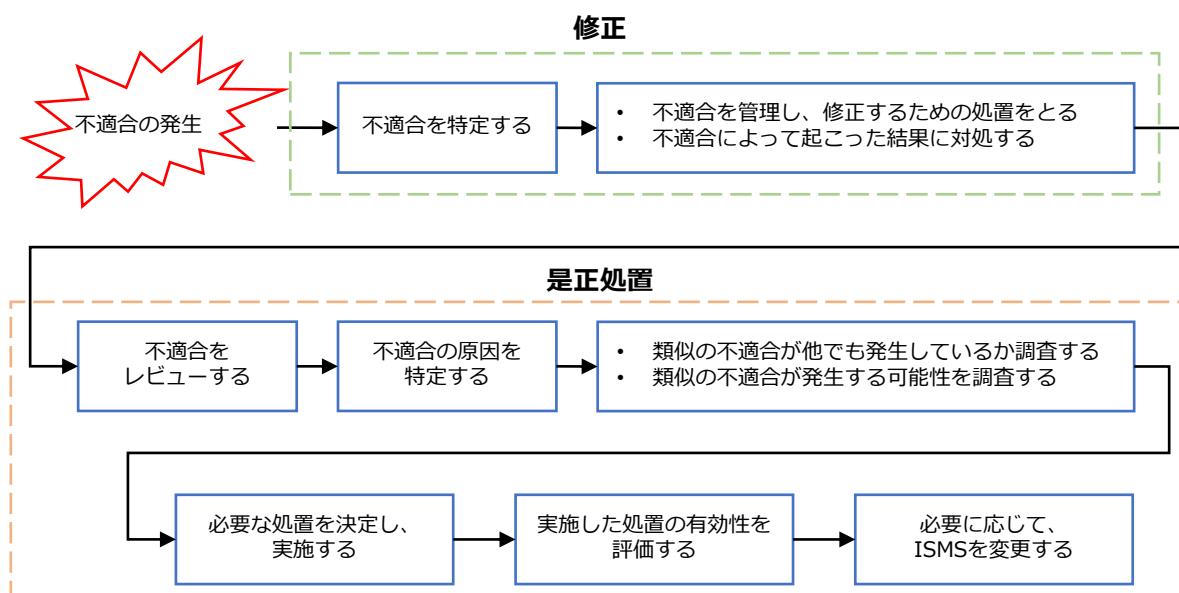 修正
不適合の発生
不適合を特定する
• 不適合を管理し、修正するための処置をとる
• 不適合によって起こった結果に対処する
是正処置
不適合を
レビューする
不適合の原因を
特定する
• 類似の不適合が他でも発生しているか調査する
• 類似の不適合が発生する可能性を調査する
必要な処置を決定し、
実施する
実施した処置の有効性を
評価する
必要に応じて、
ISMSを変更する